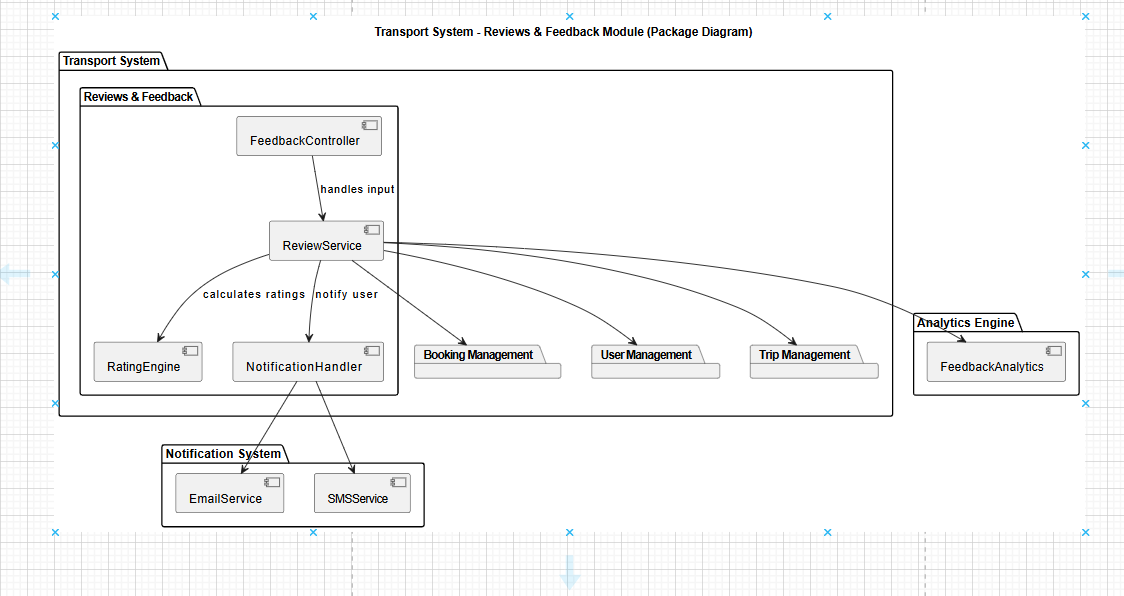 Transport System - Reviews & Feedback Module (Package Diagram)
Transport System
Reviews & Feedback
FeedbackController
handles input
ReviewService
calculates ratings
notify user
Analytics Engine
Booking Management
User Management
Trip Management
RatingEngine
NotificationHandler
FeedbackAnalytics
Notification System
EmailService
SMSService